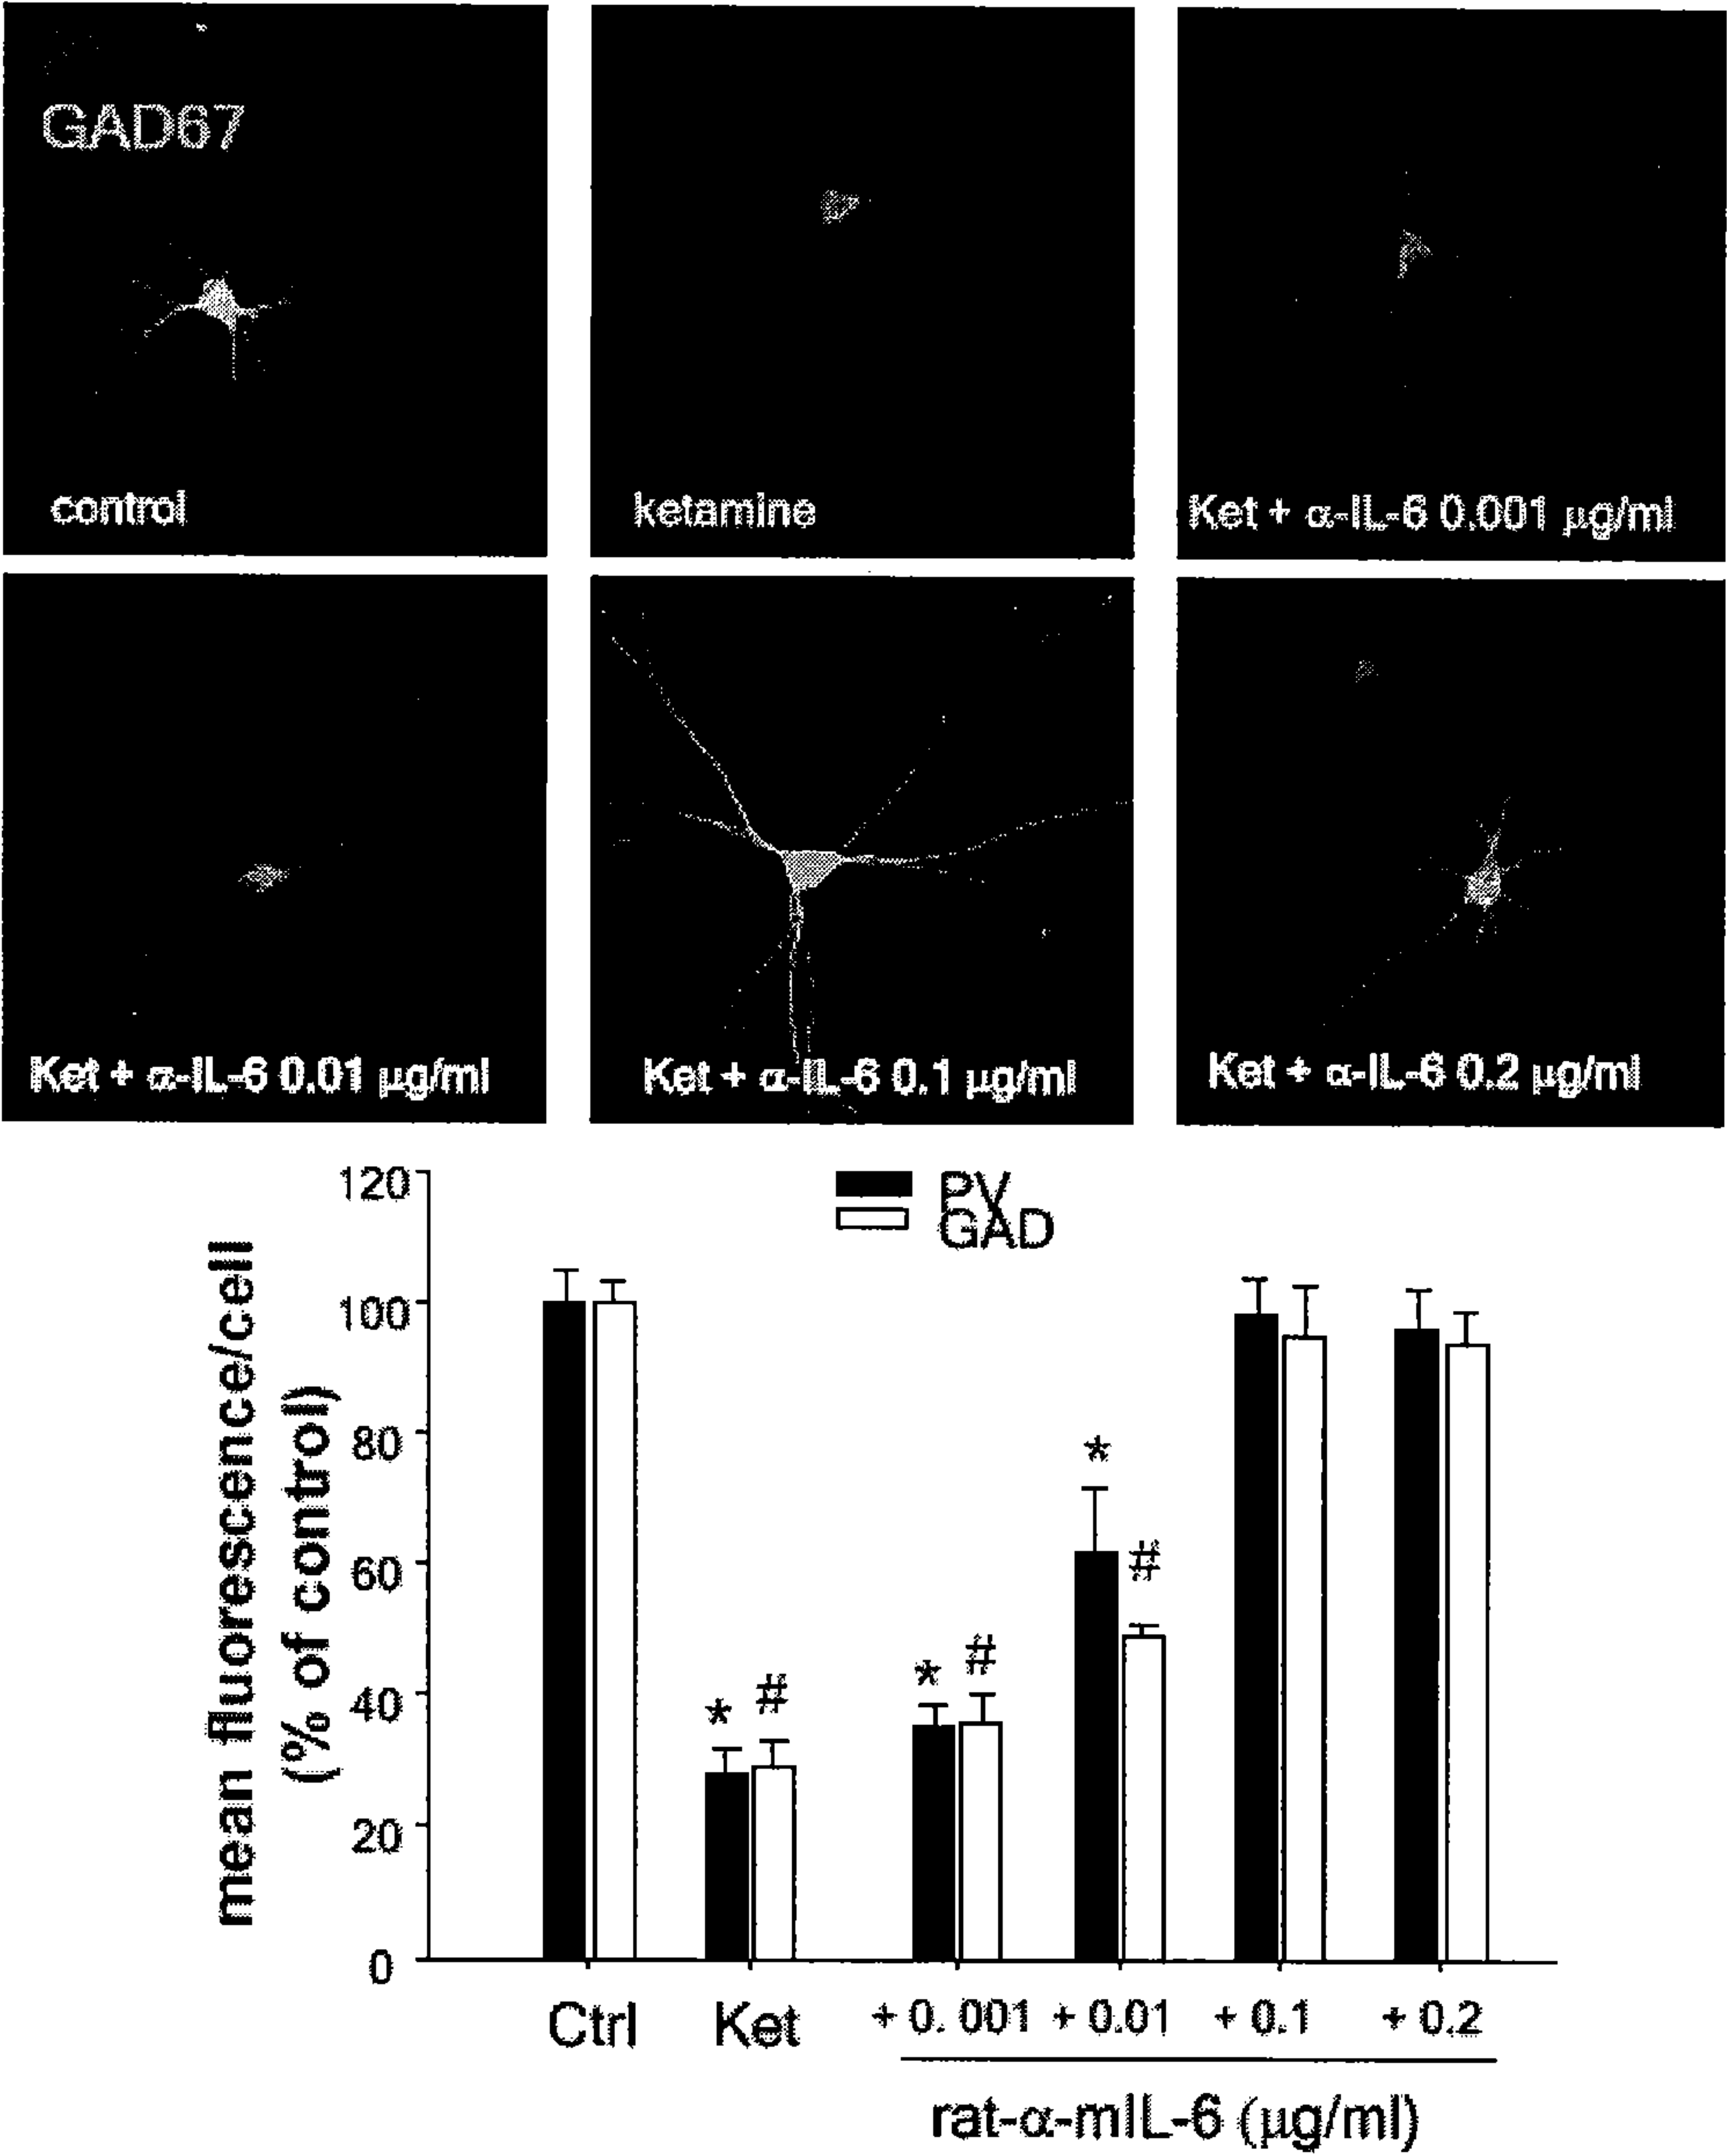 GAD67
control
ketamine
Ket + α-IL-6 0.001 µg/ml
Ket + α-IL-6 0.01 µg/ml
Ket + α-IL-6 0.1 µg/ml
Ket + α-IL-6 0.2 µg/ml
PV
GAD
mean fluorescence/cell
(% of control)
120
100
80
60
40
20
0
* #
* #
* #
Ctrl Ket + 0. 001 + 0.01 + 0.1 + 0.2
rat-α-mIL-6 (µg/ml)